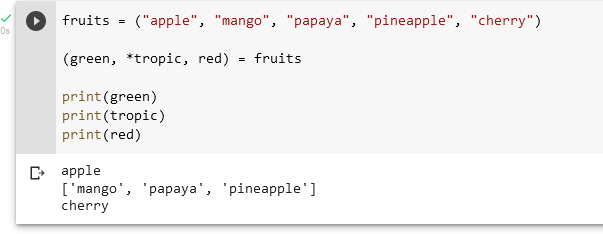 fruits = ("apple", "mango", "papaya", "pineapple", "cherry")
0s
(green, *tropic, red) = fruits
print(green)
print(tropic)
print(red)
apple
['mango', 'papaya', 'pineapple']
cherry